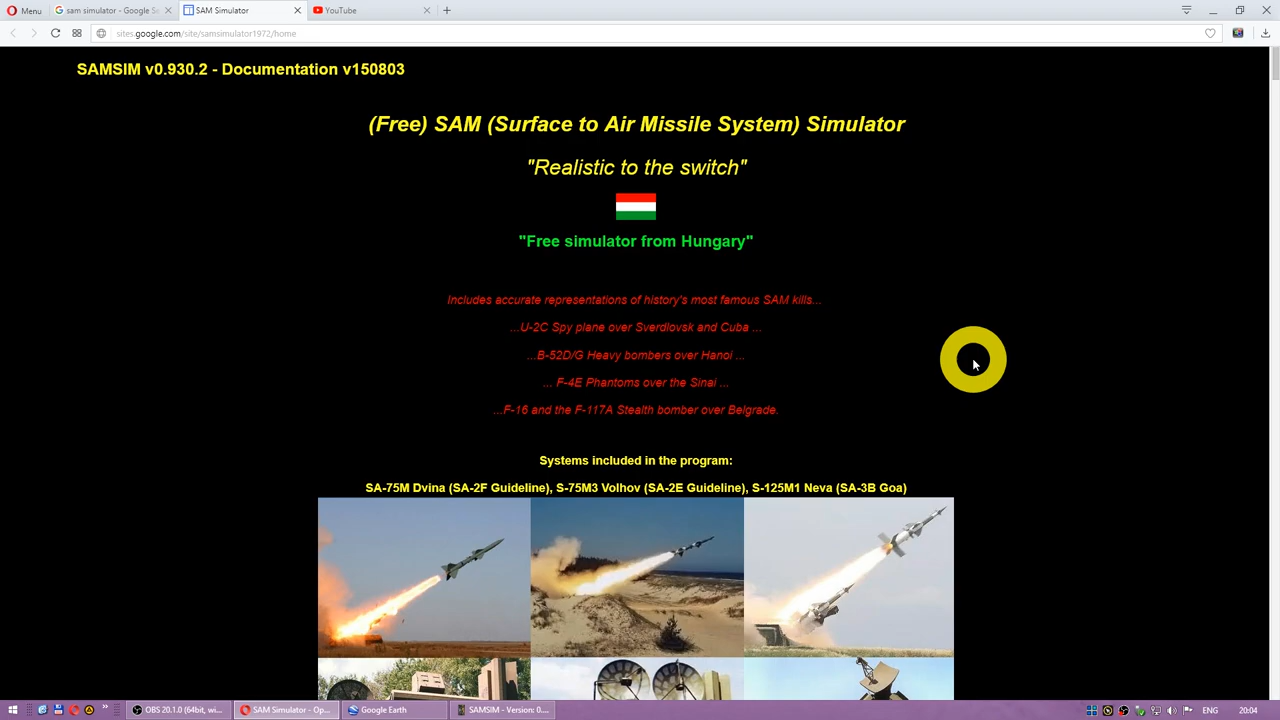 Menu
sam simulator - Google Se
SAM Simulator
YouTube
sites.google.com/site/samsimulator1972/home
SAMSIM v0.930.2 - Documentation v150803
(Free) SAM (Surface to Air Missile System) Simulator
"Realistic to the switch"
"Free simulator from Hungary"
Includes accurate representations of history's most famous SAM kills...
...U-2C Spy plane over Sverdlovsk and Cuba ...
...B-52D/G Heavy bombers over Hanoi ...
... F-4E Phantoms over the Sinai ...
...F-16 and the F-117A Stealth bomber over Belgrade.
Systems included in the program:
SA-75M Dvina (SA-2F Guideline), S-75M3 Volhov (SA-2E Guideline), S-125M1 Neva (SA-3B Goa)
OBS 20.1.0 (64bit, wi...
SAM Simulator - Op...
Google Earth
SAMSIM - Version: 0....
ENG
20:04